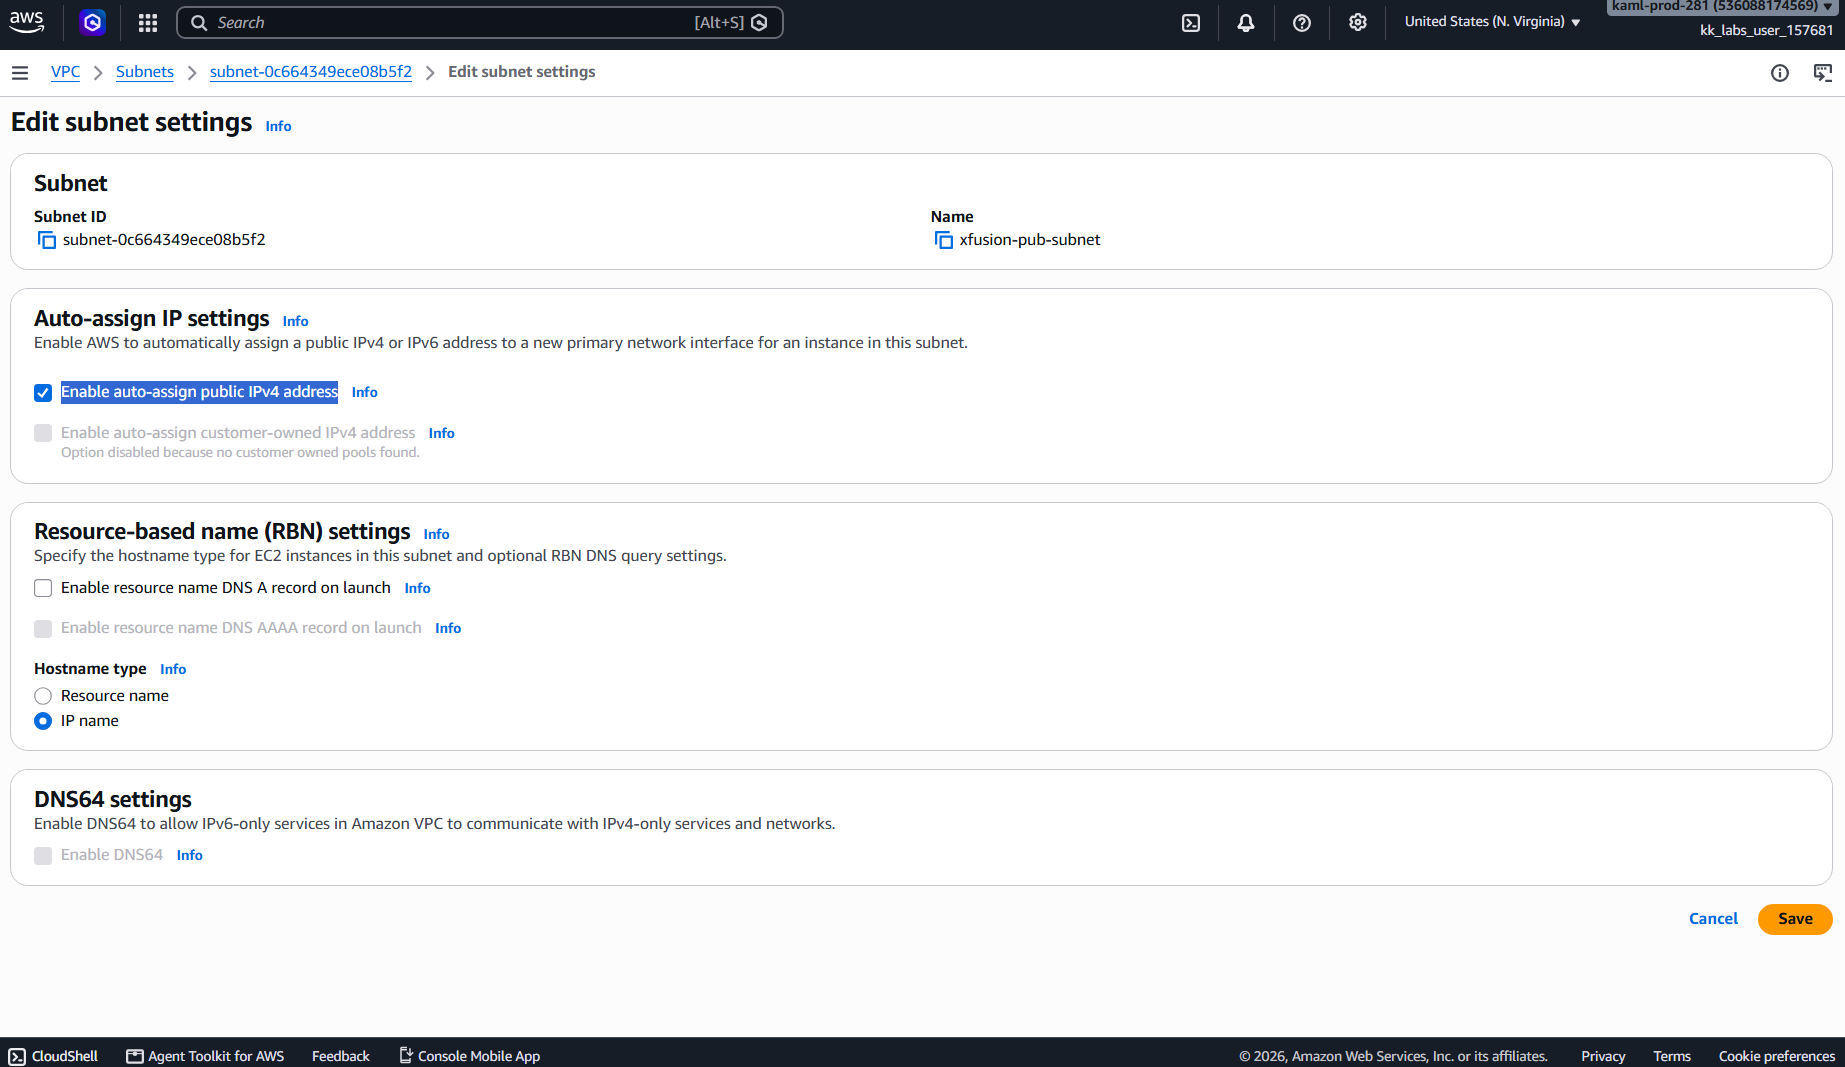 aws
Search [Alt+S]
United States (N. Virginia)
kaml-prod-281 (536088174569)
kk_labs_user_157681
VPC
Subnets
subnet-0c664349ece08b5f2
Edit subnet settings
Edit subnet settings Info
Subnet
Subnet ID
subnet-0c664349ece08b5f2
Name
xfusion-pub-subnet
Auto-assign IP settings Info
Enable AWS to automatically assign a public IPv4 or IPv6 address to a new primary network interface for an instance in this subnet.
Enable auto-assign public IPv4 address Info
Enable auto-assign customer-owned IPv4 address Info
Option disabled because no customer owned pools found.
Resource-based name (RBN) settings Info
Specify the hostname type for EC2 instances in this subnet and optional RBN DNS query settings.
Enable resource name DNS A record on launch Info
Enable resource name DNS AAAA record on launch Info
Hostname type Info
Resource name
IP name
DNS64 settings
Enable DNS64 to allow IPv6-only services in Amazon VPC to communicate with IPv4-only services and networks.
Enable DNS64 Info
Cancel
Save
CloudShell
Agent Toolkit for AWS
Feedback
Console Mobile App
© 2026, Amazon Web Services, Inc. or its affiliates.
Privacy
Terms
Cookie preferences